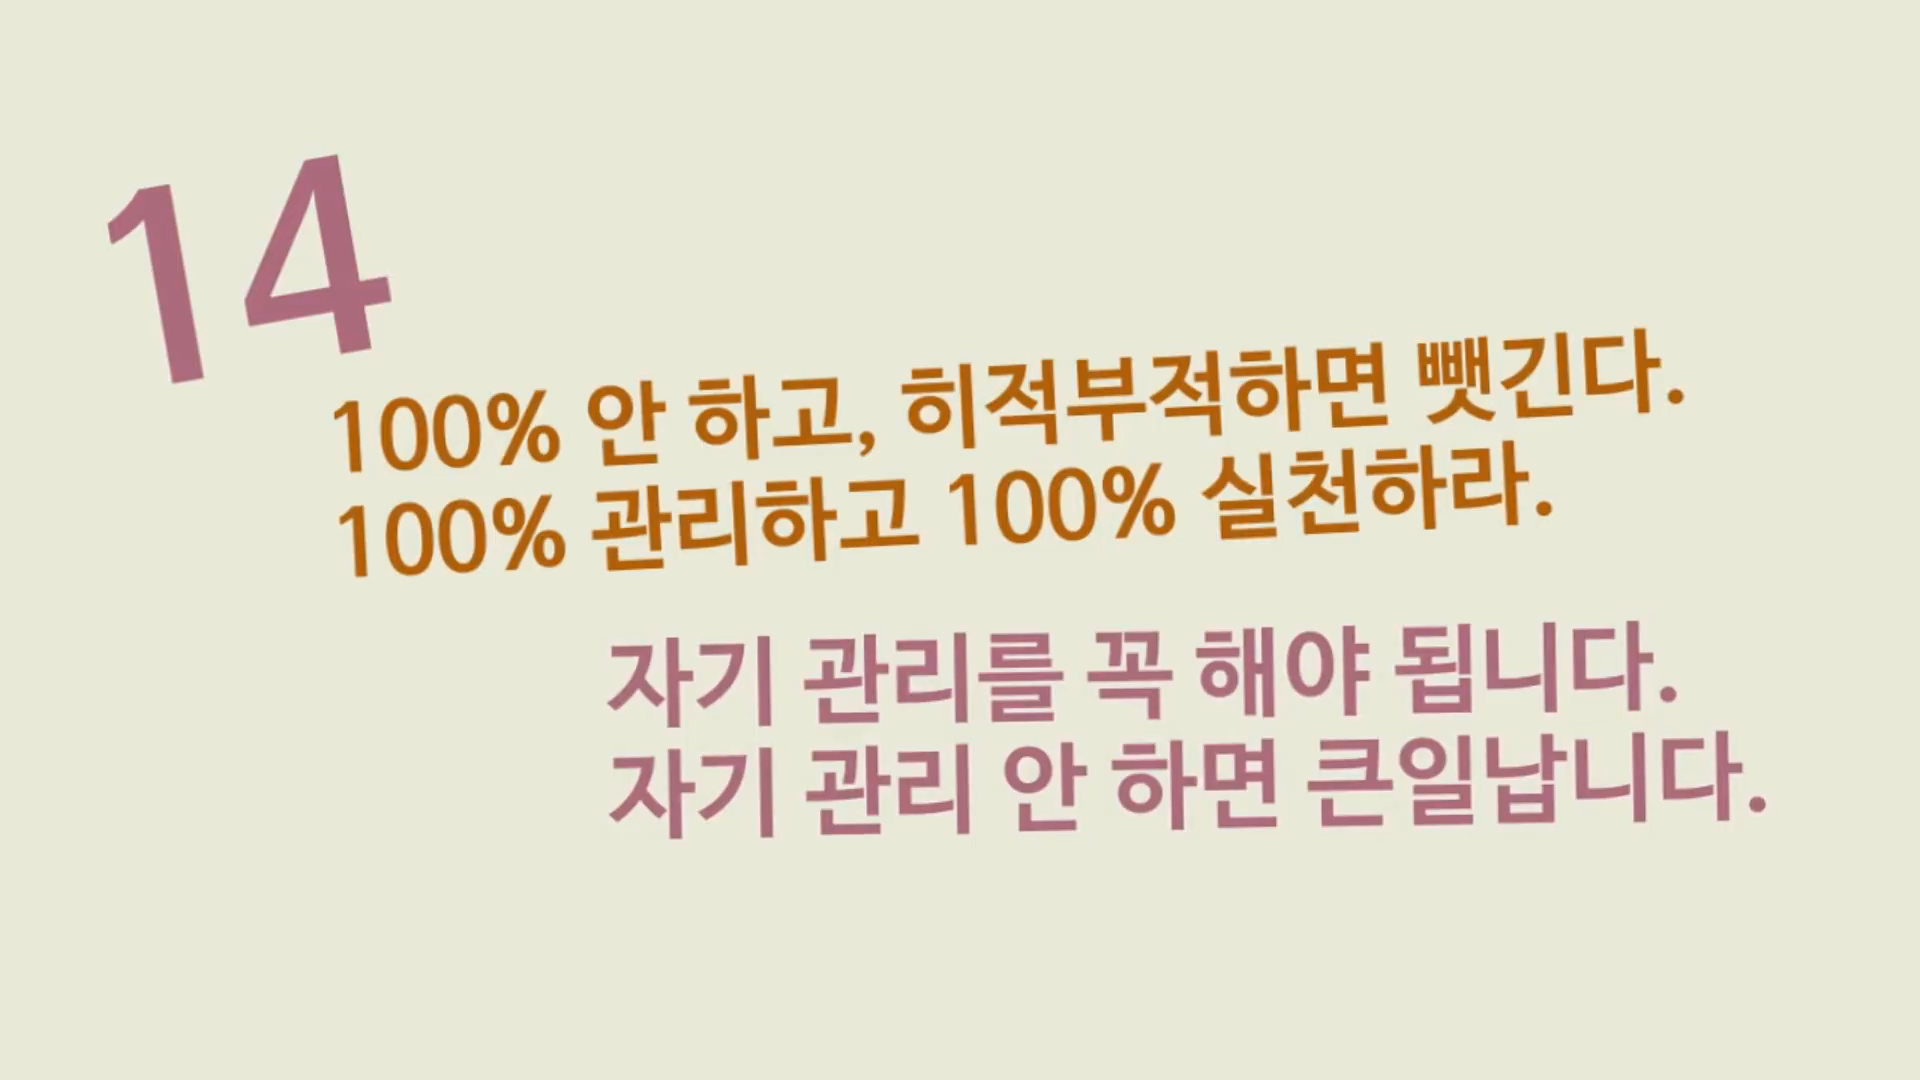 14
100% 안 하고, 히적부적하면 뺏긴다.
100% 관리하고 100% 실천하라.
자기 관리를 꼭 해야 됩니다.
자기 관리 안 하면 큰일납니다.